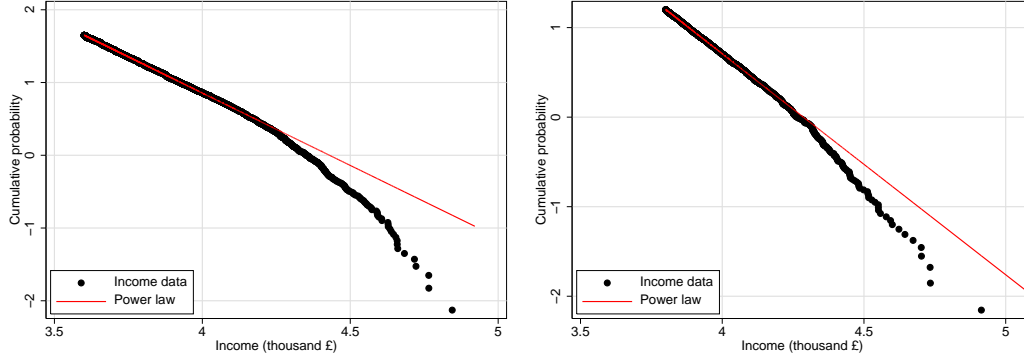 2
1
0
−1
−2
Cumulative probability
3.5
4
4.5
5
Income (thousand £)
Income data
Power law
1
0
−1
−2
Cumulative probability
3.5
4
4.5
5
Income (thousand £)
Income data
Power law